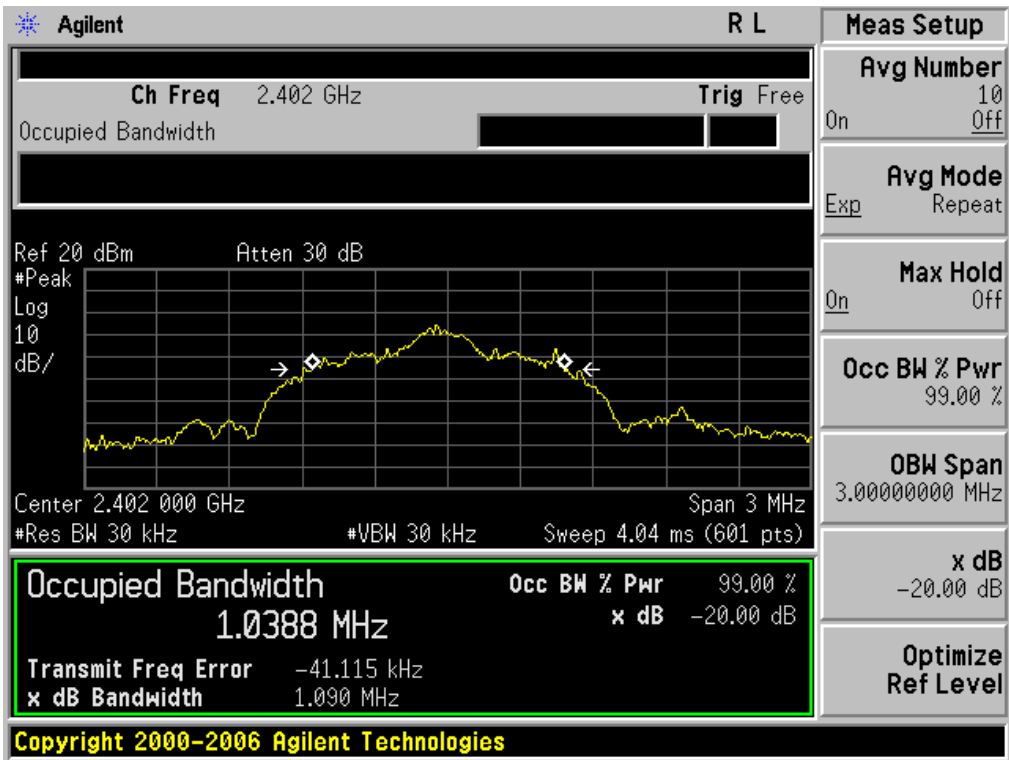 Agilent R L Meas Setup
Ch Freq 2.402 GHz Trig Free
Occupied Bandwidth
Avg Number
10
On Off
Avg Mode
Exp Repeat
Max Hold
On Off
Occ BW % Pwr
99.00 %
OBW Span
3.00000000 MHz
x dB
-20.00 dB
Optimize
Ref Level
Ref 20 dBm Atten 30 dB
#Peak
Log
10
dB/
Center 2.402 000 GHz Span 3 MHz
#Res BW 30 kHz #VBW 30 kHz Sweep 4.04 ms (601 pts)
Occupied Bandwidth Occ BW % Pwr 99.00 %
1.0388 MHz x dB -20.00 dB
Transmit Freq Error -41.115 kHz
x dB Bandwidth 1.090 MHz
Copyright 2000-2006 Agilent Technologies